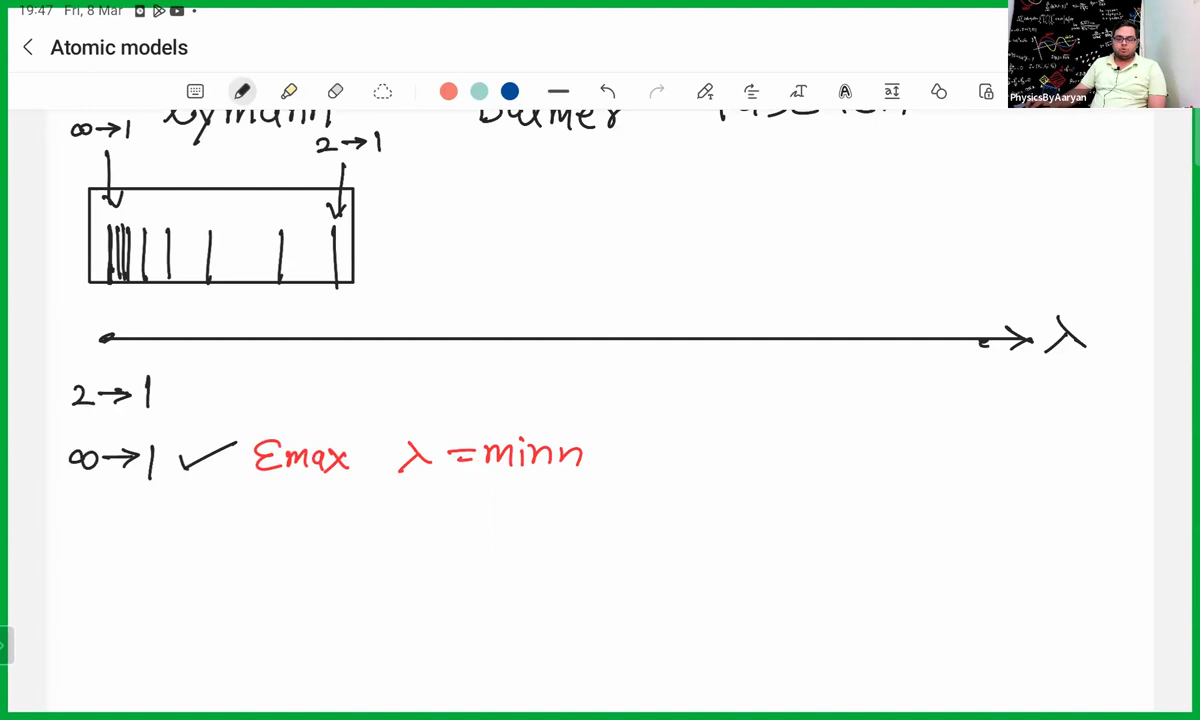 19:47 Fri, 8 Mar
Atomic models
PhysicsByAaryan
∞→1
2→1
λ
2→1
∞→1 ✓ Emax λ = minn